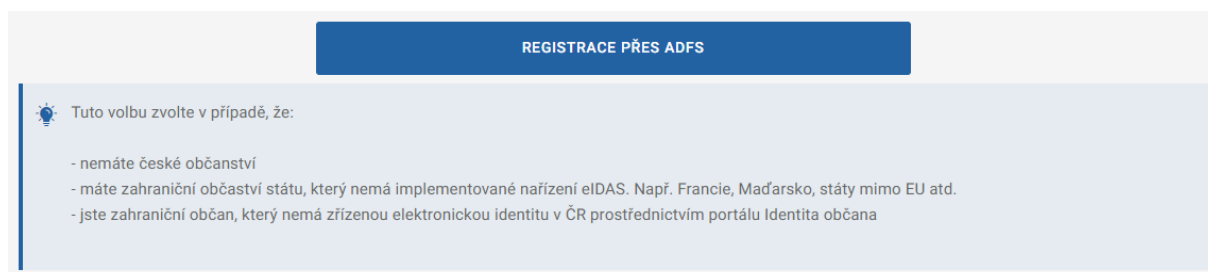 REGISTRACE PŘES ADFS
Tuto volbu zvolte v případě, že:
- nemáte české občanství
- máte zahraniční občaství státu, který nemá implementované nařízení eIDAS. Např. Francie, Maďarsko, státy mimo EU atd.
- jste zahraniční občan, který nemá zřízenou elektronickou identitu v ČR prostřednictvím portálu Identita občana